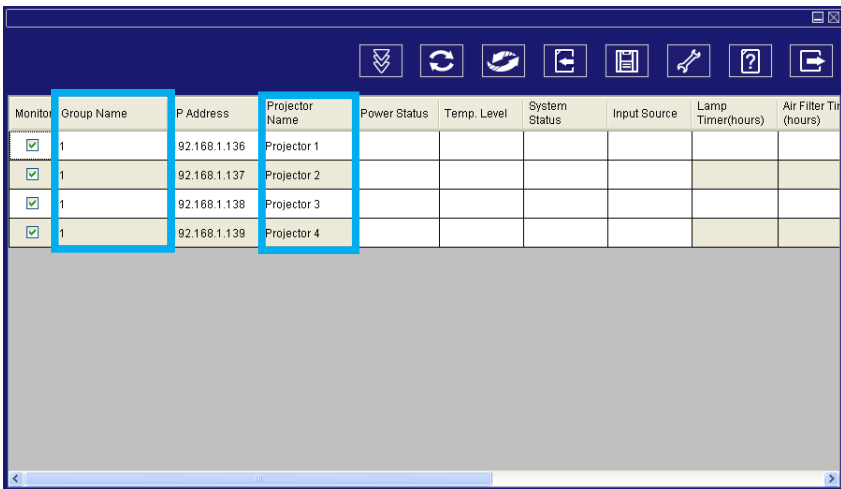 Monitor Group Name P Address Projector Name Power Status Temp. Level System Status Input Source Lamp Timer(hours) Air Filter Tir (hours)
1 92.168.1.136 Projector 1
1 92.168.1.137 Projector 2
1 92.168.1.138 Projector 3
1 92.168.1.139 Projector 4